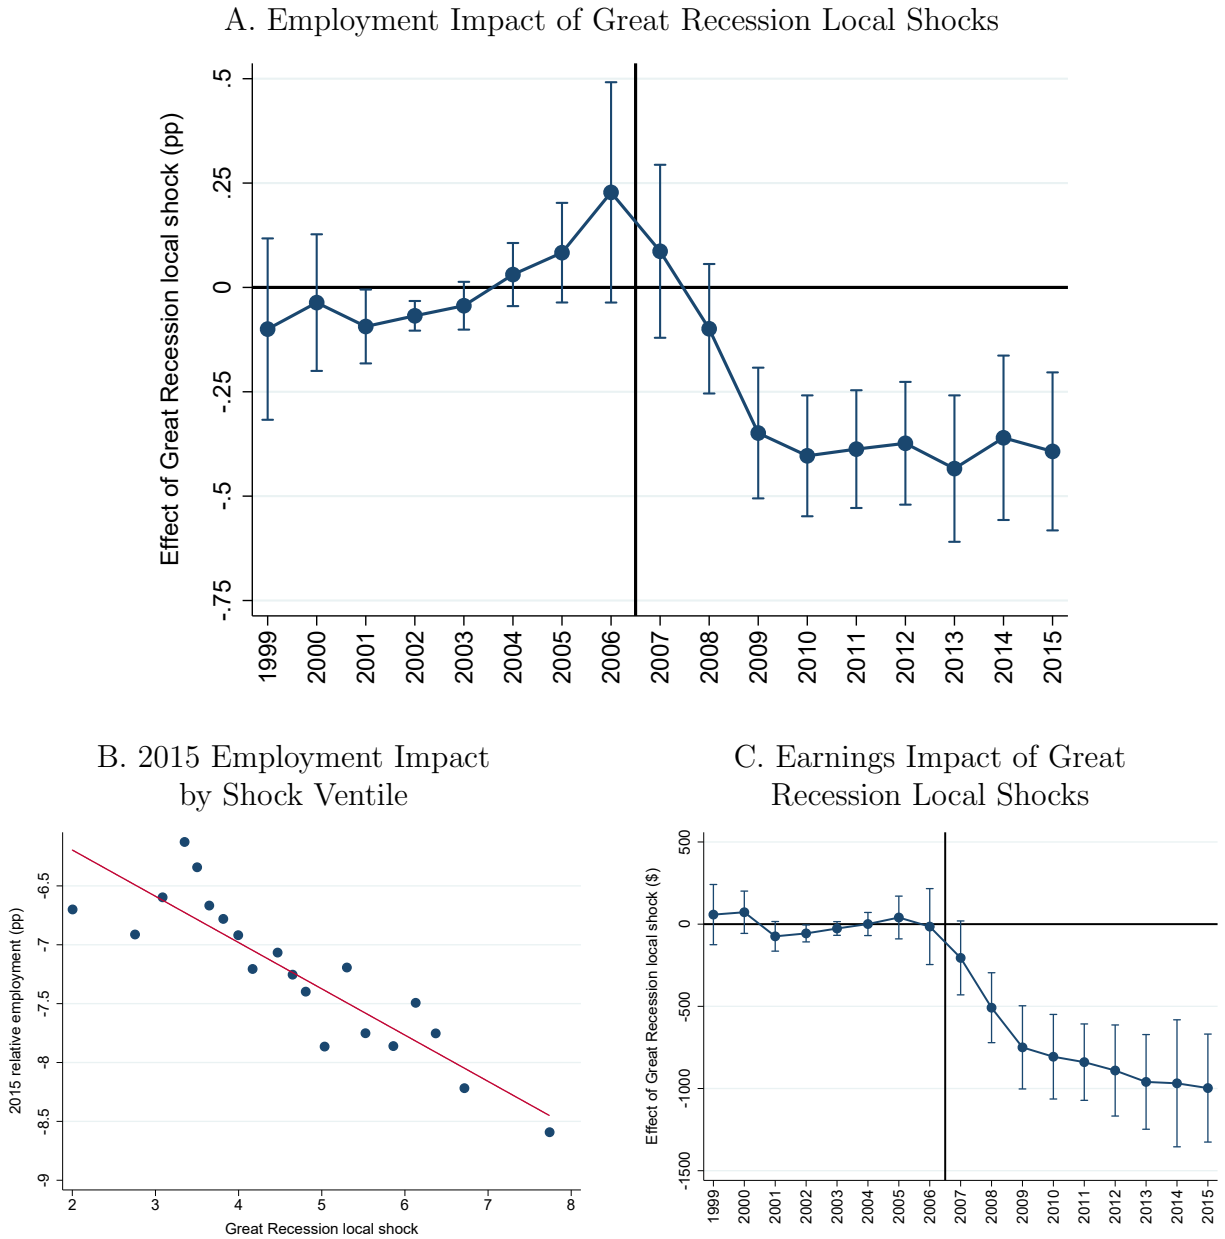 A. Employment Impact of Great Recession Local Shocks
Effect of Great Recession local shock (pp)
.5
.25
0
-.25
-.5
-.75
1999 2000 2001 2002 2003 2004 2005 2006 2007 2008 2009 2010 2011 2012 2013 2014 2015
B. 2015 Employment Impact
by Shock Ventile
2015 relative employment (pp)
-6.5
-7
-7.5
-8
-8.5
-9
2 3 4 5 6 7 8
Great Recession local shock
C. Earnings Impact of Great
Recession Local Shocks
Effect of Great Recession local shock ($)
500
0
-500
-1000
-1500
1999 2000 2001 2002 2003 2004 2005 2006 2007 2008 2009 2010 2011 2012 2013 2014 2015